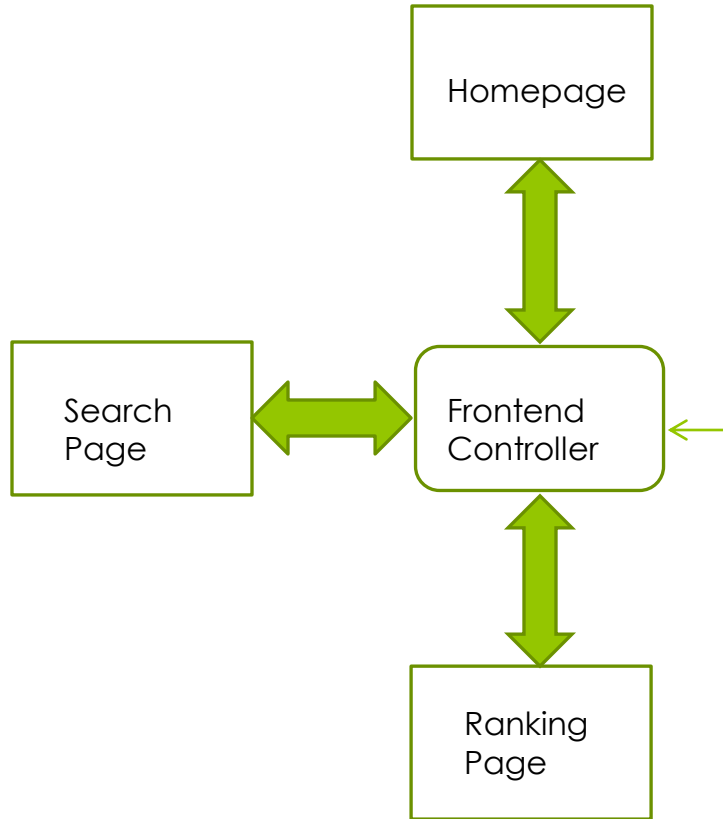 Homepage
Search
Page
Frontend
Controller
Ranking
Page